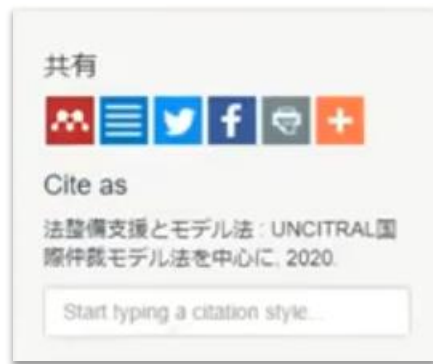 共有
Cite as
法整備支援とモデル法 : UNCITRAL国
際仲裁モデル法を中心に, 2020.
Start typing a citation style...